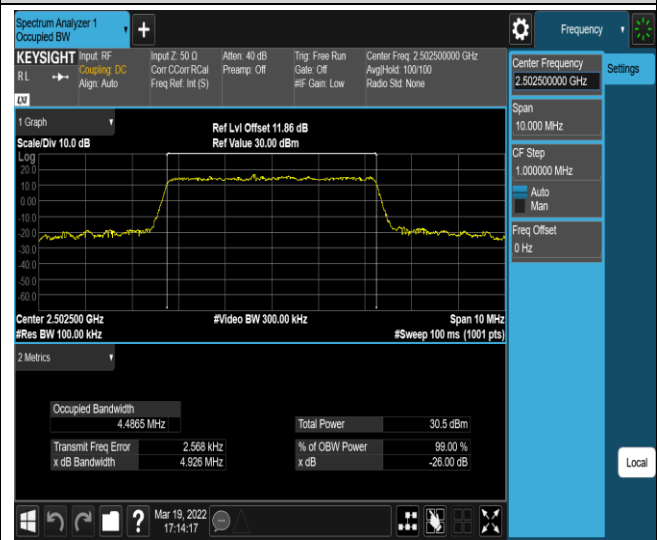 Spectrum Analyzer 1
Occupied BW
Frequency
KEYSIGHT
RL
LXI
Input: RF
Coupling: DC
Align: Auto
Input Z: 50 Ω
Corr CCorr RCal
Freq Ref: Int (S)
Atten: 40 dB
Preamp: Off
Trig: Free Run
Gate: Off
#IF Gain: Low
Center Freq: 2.502500000 GHz
Avg|Hold: 100/100
Radio Std: None
1 Graph
Scale/Div 10.0 dB
Ref Lvl Offset 11.86 dB
Ref Value 30.00 dBm
Log
20.0
10.0
0.00
-10.0
-20.0
-30.0
-40.0
-50.0
-60.0
Center 2.502500 GHz
#Res BW 100.00 kHz
#Video BW 300.00 kHz
Span 10 MHz
#Sweep 100 ms (1001 pts)
2 Metrics
Occupied Bandwidth
4.4865 MHz
Transmit Freq Error 2.568 kHz
x dB Bandwidth 4.926 MHz
Total Power 30.5 dBm
% of OBW Power 99.00 %
x dB -26.00 dB
Center Frequency
2.502500000 GHz
Settings
Span
10.000 MHz
CF Step
1.000000 MHz
Auto
Man
Freq Offset
0 Hz
Local
Mar 19, 2022
17:14:17